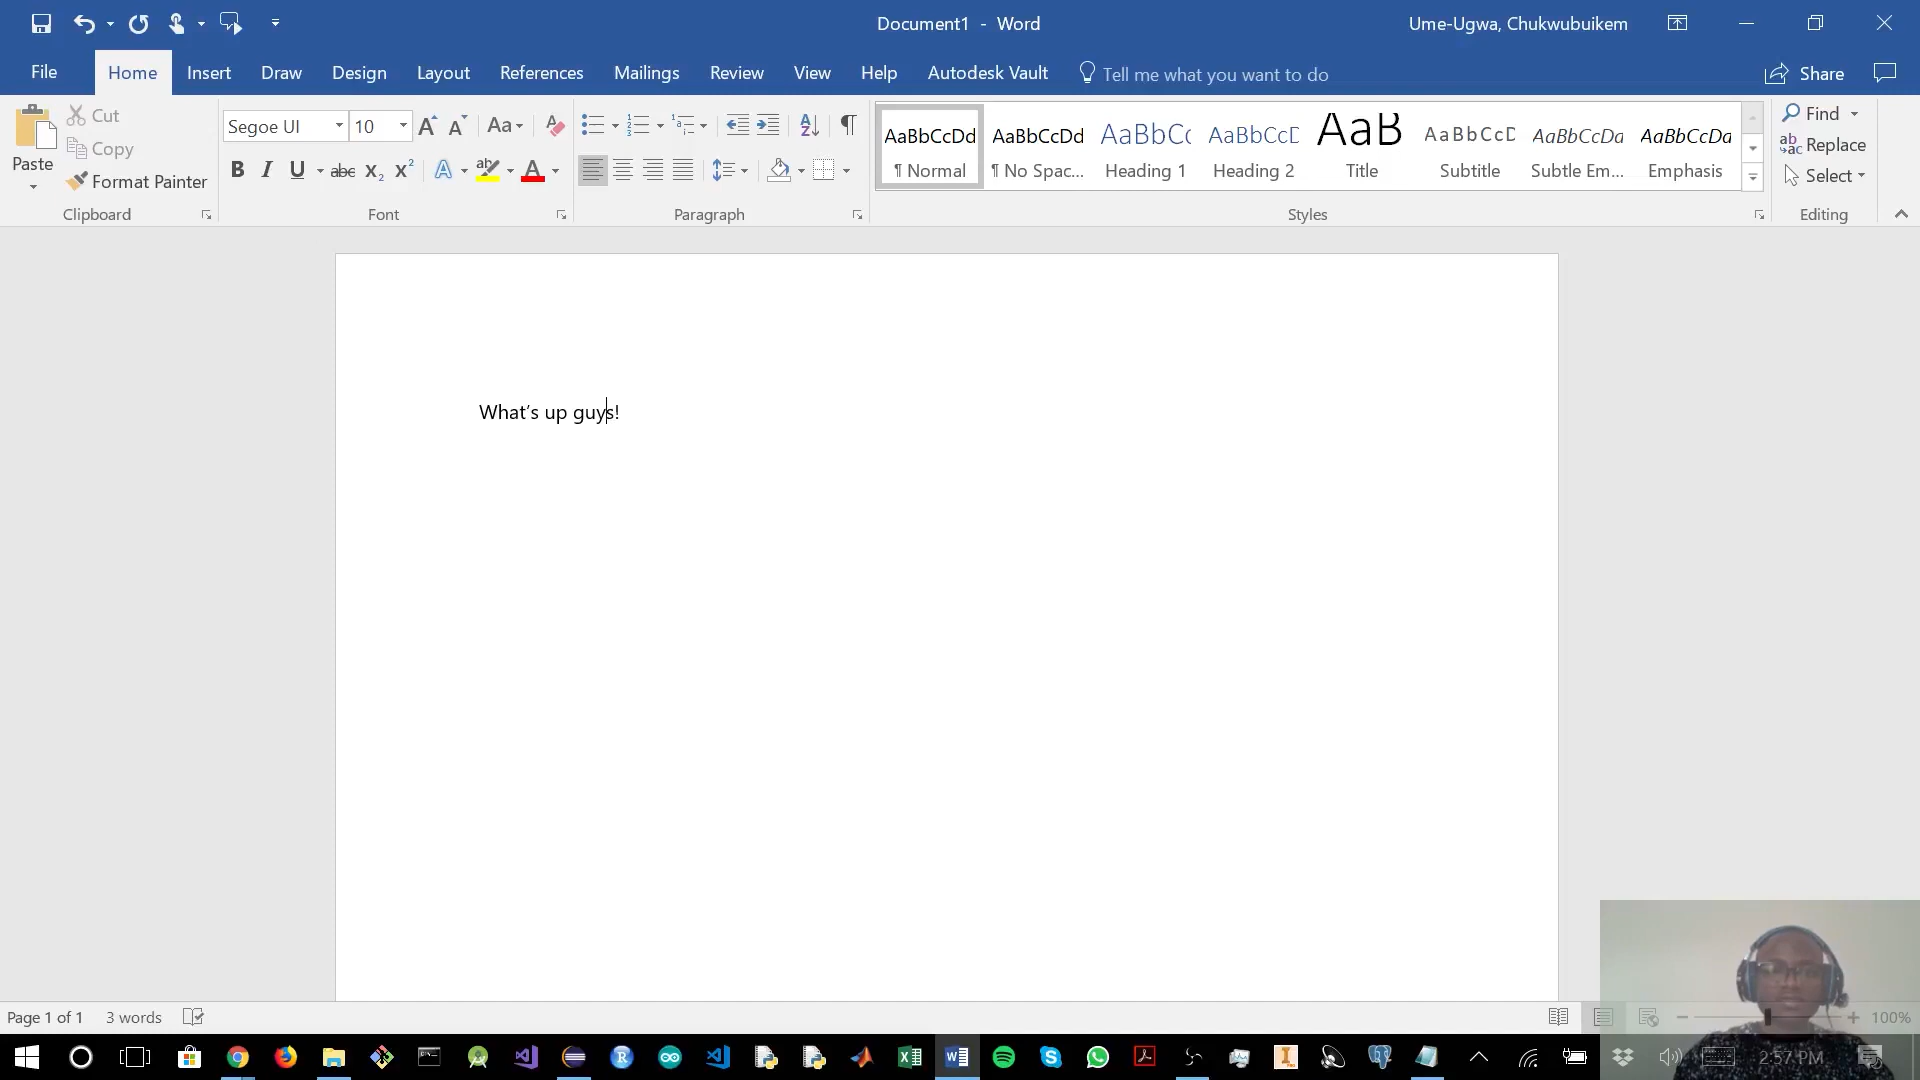 Document1 - Word
Ume-Ugwa, Chukwubuikem
File Home Insert Draw Design Layout References Mailings Review View Help Autodesk Vault Tell me what you want to do Share
Paste
Cut
Copy
Format Painter
Clipboard
Segoe UI 10
Font
Paragraph
AaBbCcDd AaBbCcDd AaBbCc AaBbCcD AaB AaBbCcD AaBbCcDd AaBbCcDd
¶ Normal ¶ No Spac... Heading 1 Heading 2 Title Subtitle Subtle Em... Emphasis
Styles
Find
Replace
Select
Editing
What's up guys!
Page 1 of 1 3 words
100%
2:57 PM